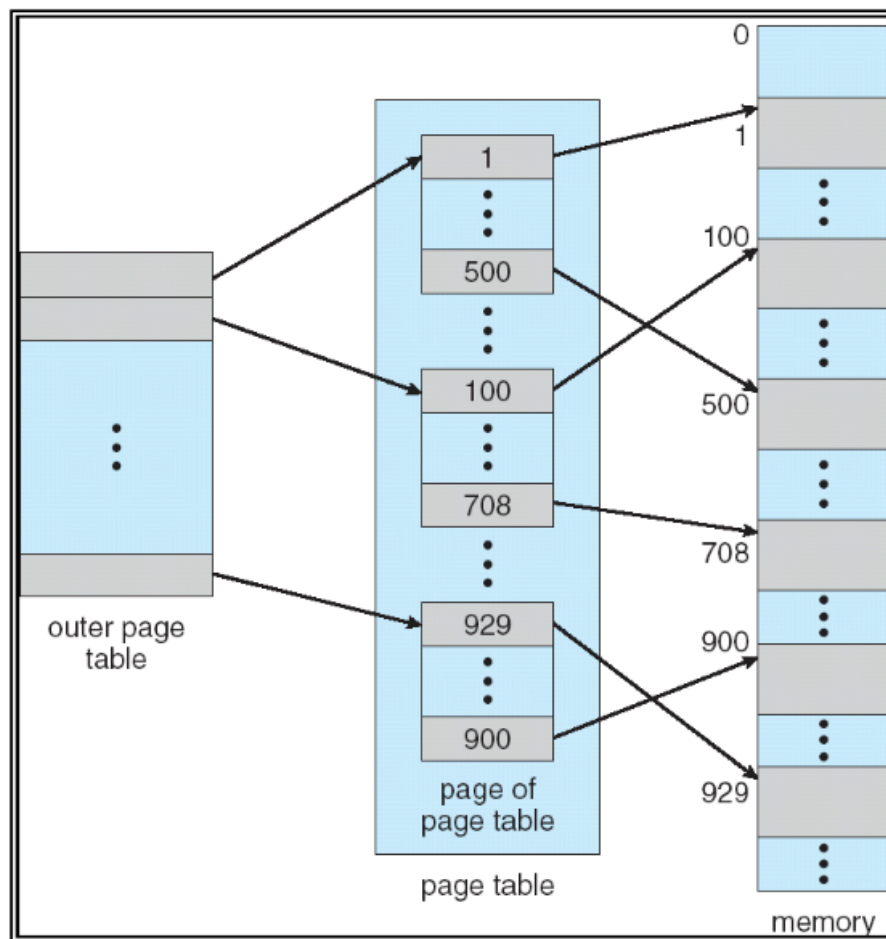 outer page
table
1
500
100
708
929
900
page of
page table
page table
0
1
100
500
708
900
929
memory